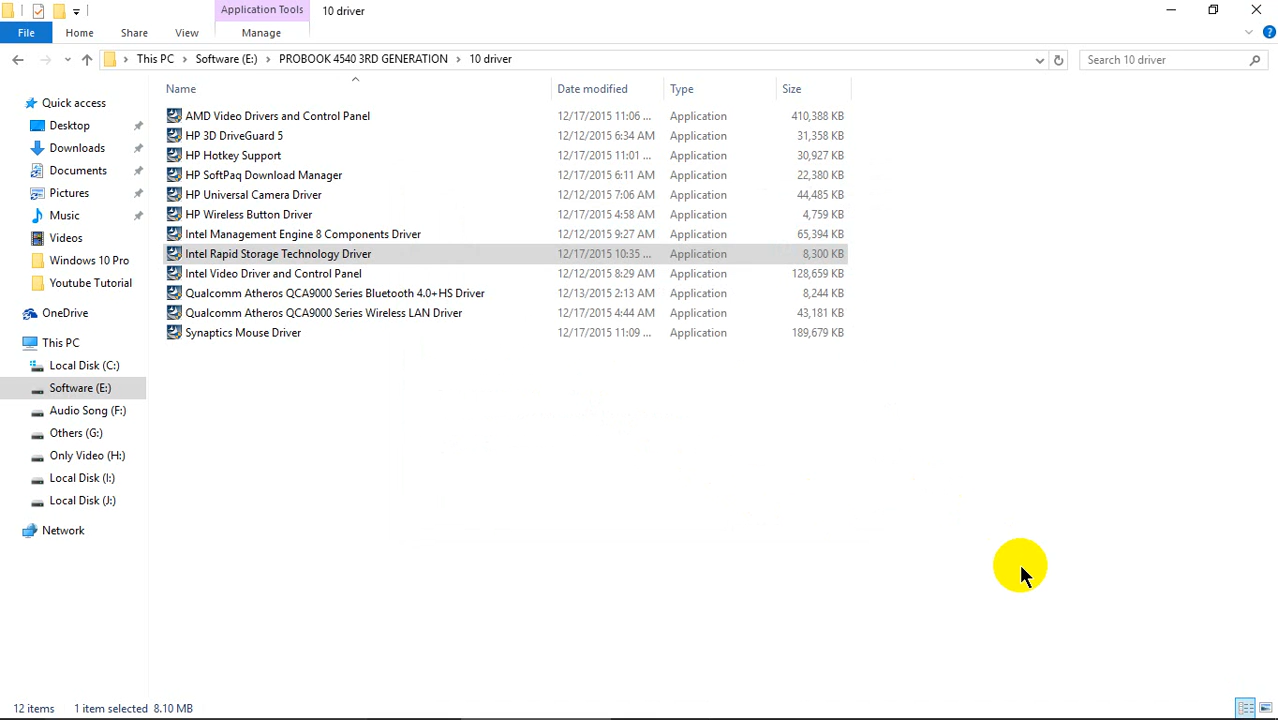 Application Tools 10 driver
File Home Share View Manage
This PC Software (E:) PROBOOK 4540 3RD GENERATION 10 driver Search 10 driver
Name Date modified Type Size
AMD Video Drivers and Control Panel 12/17/2015 11:06 ... Application 410,388 KB
HP 3D DriveGuard 5 12/12/2015 6:34 AM Application 31,358 KB
HP Hotkey Support 12/17/2015 11:01 ... Application 30,927 KB
HP SoftPaq Download Manager 12/17/2015 6:11 AM Application 22,380 KB
HP Universal Camera Driver 12/12/2015 7:06 AM Application 44,485 KB
HP Wireless Button Driver 12/17/2015 4:58 AM Application 4,759 KB
Intel Management Engine 8 Components Driver 12/12/2015 9:27 AM Application 65,394 KB
Intel Rapid Storage Technology Driver 12/17/2015 10:35 ... Application 8,300 KB
Intel Video Driver and Control Panel 12/12/2015 8:29 AM Application 128,659 KB
Qualcomm Atheros QCA9000 Series Bluetooth 4.0+HS Driver 12/13/2015 2:13 AM Application 8,244 KB
Qualcomm Atheros QCA9000 Series Wireless LAN Driver 12/17/2015 4:44 AM Application 43,181 KB
Synaptics Mouse Driver 12/17/2015 11:09 ... Application 189,679 KB
Quick access
Desktop
Downloads
Documents
Pictures
Music
Videos
Windows 10 Pro
Youtube Tutorial
OneDrive
This PC
Local Disk (C:)
Software (E:)
Audio Song (F:)
Others (G:)
Only Video (H:)
Local Disk (I:)
Local Disk (J:)
Network
12 items 1 item selected 8.10 MB